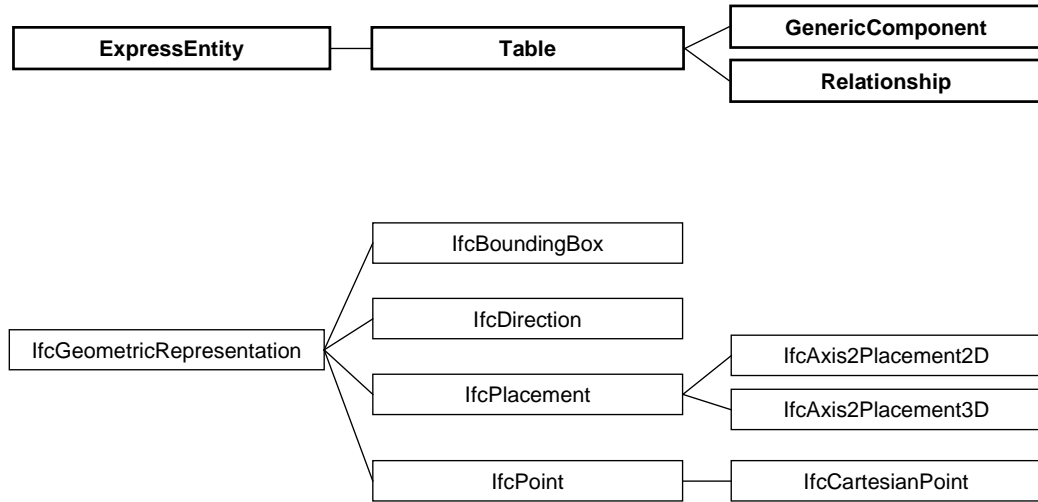 ExpressEntity
Table
GenericComponent
Relationship
IfcBoundingBox
IfcDirection
IfcGeometricRepresentation
IfcAxis2Placement2D
IfcPlacement
IfcAxis2Placement3D
IfcPoint
IfcCartesianPoint